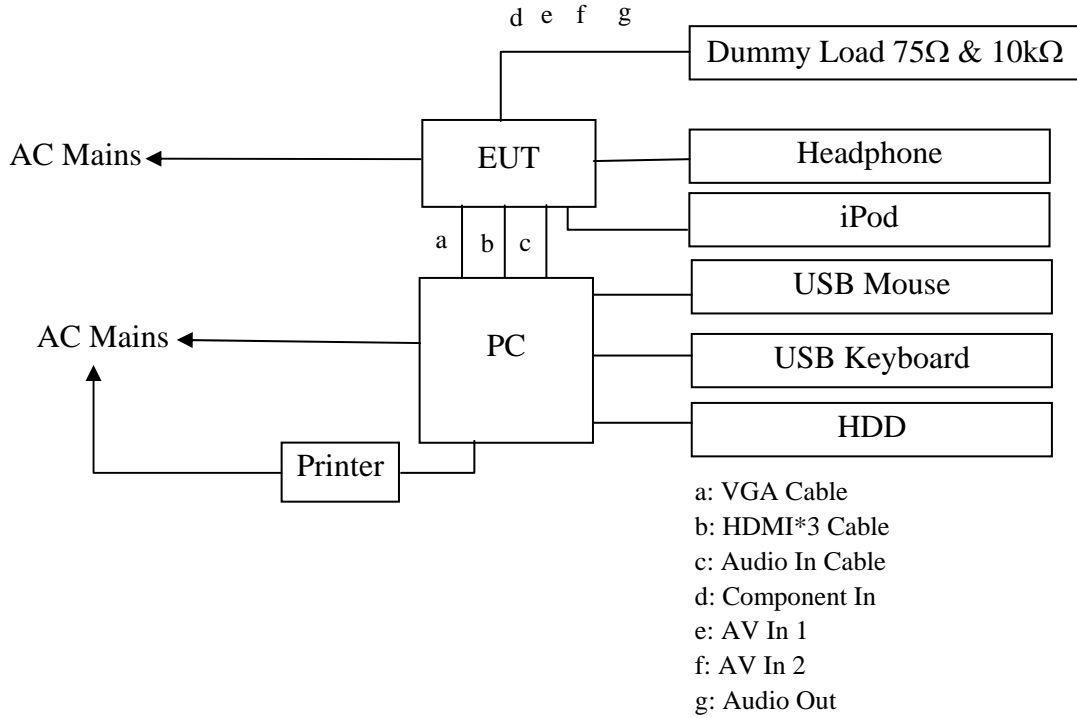 d e f g
Dummy Load 75Ω & 10kΩ
AC Mains
EUT
Headphone
iPod
a b c
USB Mouse
AC Mains
PC
USB Keyboard
HDD
Printer
a: VGA Cable
b: HDMI*3 Cable
c: Audio In Cable
d: Component In
e: AV In 1
f: AV In 2
g: Audio Out